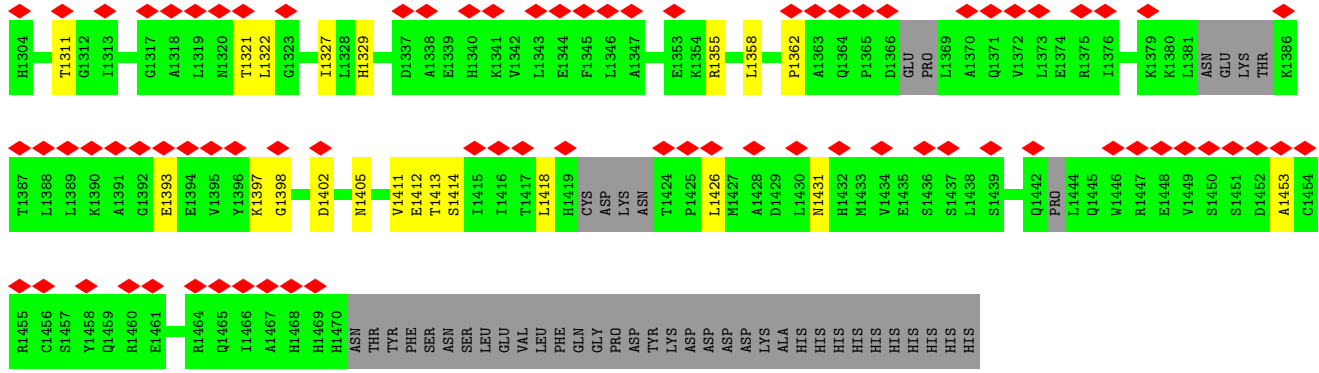 H1304 T1311 G1312 I1313 G1317 A1318 L1319 N1320 T1321 L1322 G1323 I1327 L1328 H1329 D1337 A1338 E1339 H1340 K1341 V1342 L1343 E1344 F1345 L1346 A1347 E1353 K1354 R1355 L1358 P1362 A1363 Q1364 P1365 D1366 GLU PRO L1369 A1370 Q1371 V1372 L1373 E1374 R1375 I1376 K1379 K1380 L1381 ASN GLU LYS THR K1386
T1387 L1388 L1389 K1390 A1391 G1392 E1393 E1394 V1395 Y1396 K1397 G1398 D1402 N1405 V1411 E1412 T1413 S1414 I1415 I1416 T1417 L1418 H1419 CYS ASP LYS ASN T1424 P1425 L1426 M1427 A1428 D1429 L1430 N1431 H1432 M1433 V1434 E1435 S1436 S1437 L1438 S1439 Q1442 PRO L1444 Q1445 W1446 R1447 E1448 V1449 S1450 S1451 D1452 A1453 C1454
R1455 C1456 S1457 Y1458 Q1459 R1460 E1461 R1464 Q1465 I1466 A1467 H1468 H1469 H1470 ASN THR TYR PHE SER ASN SER LEU GLU VAL LEU PHE GLN GLY PRO ASP TYR LYS ASP ASP ASP ASP LYS ALA HIS HIS HIS HIS HIS HIS HIS HIS HIS HIS